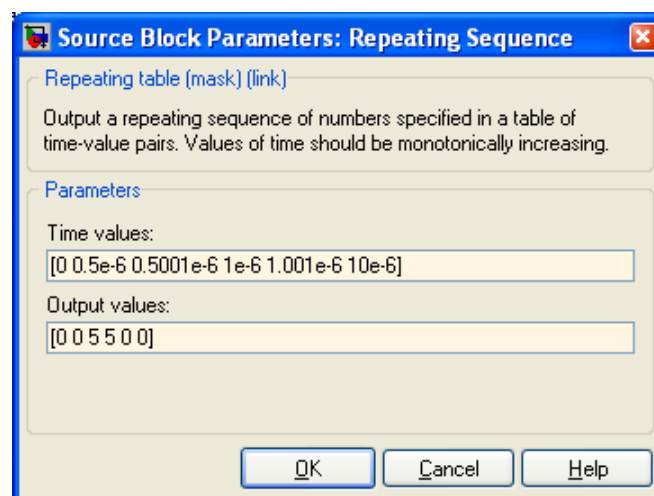 Source Block Parameters: Repeating Sequence
Repeating table (mask) (link)
Output a repeating sequence of numbers specified in a table of
time-value pairs. Values of time should be monotonically increasing.
Parameters
Time values:
[0 0.5e-6 0.5001e-6 1e-6 1.001e-6 10e-6]
Output values:
[0 0 5 5 0 0]
OK Cancel Help